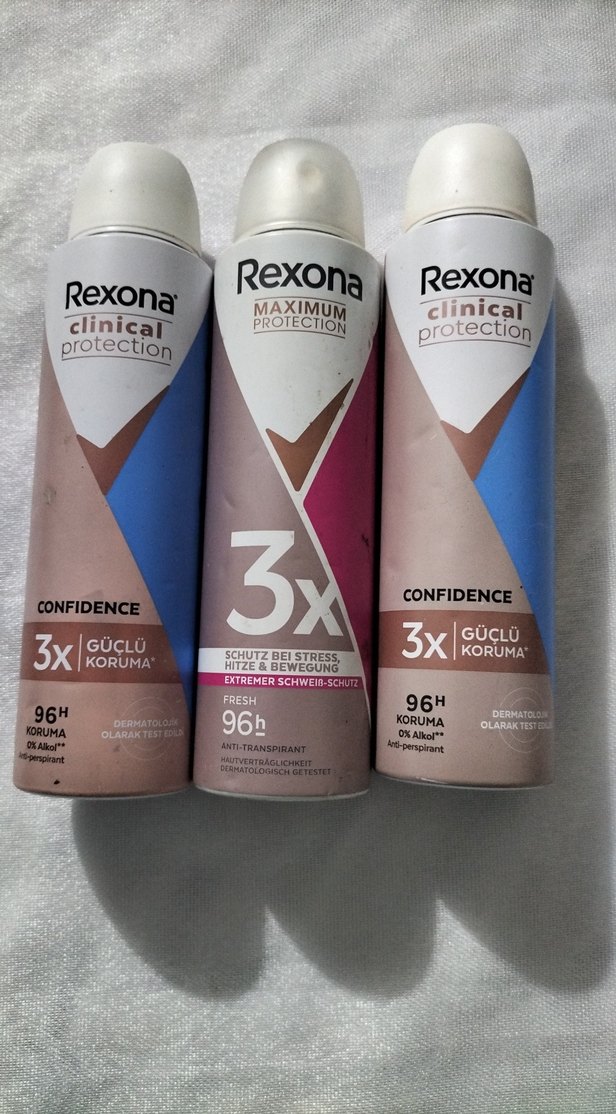 Rexona
clinical
protection
CONFIDENCE
3x
GÜÇLÜ
KORUMA*
96H
KORUMA
0% Alkol**
Anti-perspirant
DERMATOLOJİK
OLARAK TEST EDİLDİ
Rexona
MAXIMUM
PROTECTION
3x
SCHUTZ BEI STRESS,
HITZE & BEWEGUNG
EXTREMER SCHWEIß-SCHUTZ
FRESH
96h
ANTI-TRANSPIRANT
HAUTVERTRÄGLICHKEIT
DERMATOLOGISCH GETESTET
Rexona
clinical
protection
CONFIDENCE
3x
GÜÇLÜ
KORUMA*
96H
KORUMA
0% Alkol**
Anti-perspirant
DERMATOLOJİK
OLARAK TEST EDİLDİ